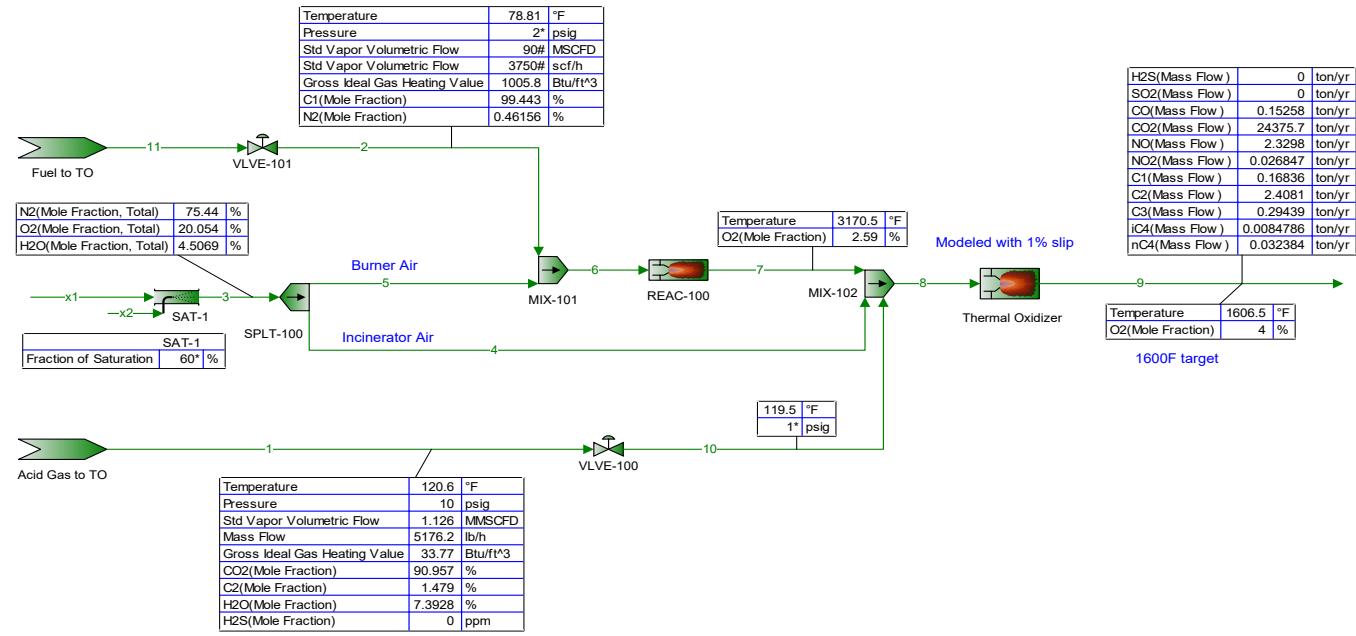 Temperature 78.81 °F
Pressure 2* psig
Std Vapor Volumetric Flow 90# MSCFD
Std Vapor Volumetric Flow 3750# scf/h
Gross Ideal Gas Heating Value 1005.8 Btu/ft^3
C1(Mole Fraction) 99.443 %
N2(Mole Fraction) 0.46156 %
H2S(Mass Flow) 0 ton/yr
SO2(Mass Flow) 0 ton/yr
CO(Mass Flow) 0.15258 ton/yr
CO2(Mass Flow) 24375.7 ton/yr
NO(Mass Flow) 2.3298 ton/yr
NO2(Mass Flow) 0.026847 ton/yr
C1(Mass Flow) 0.16836 ton/yr
C2(Mass Flow) 2.4081 ton/yr
C3(Mass Flow) 0.29439 ton/yr
iC4(Mass Flow) 0.0084786 ton/yr
nC4(Mass Flow) 0.032384 ton/yr
11
2
VLVE-101
Fuel to TO
N2(Mole Fraction, Total) 75.44 %
O2(Mole Fraction, Total) 20.054 %
H2O(Mole Fraction, Total) 4.5069 %
Temperature 3170.5 °F
O2(Mole Fraction) 2.59 %
Modeled with 1% slip
Burner Air
x1
3
5
6
7
8
9
x2
SAT-1
SPLT-100
MIX-101
REAC-100
MIX-102
Thermal Oxidizer
Temperature 1606.5 °F
O2(Mole Fraction) 4 %
1600F target
SAT-1
Fraction of Saturation 60* %
Incinerator Air
4
119.5 °F
1* psig
1
10
VLVE-100
Acid Gas to TO
Temperature 120.6 °F
Pressure 10 psig
Std Vapor Volumetric Flow 1.126 MMSCFD
Mass Flow 5176.2 lb/h
Gross Ideal Gas Heating Value 33.77 Btu/ft^3
CO2(Mole Fraction) 90.957 %
C2(Mole Fraction) 1.479 %
H2O(Mole Fraction) 7.3928 %
H2S(Mole Fraction) 0 ppm